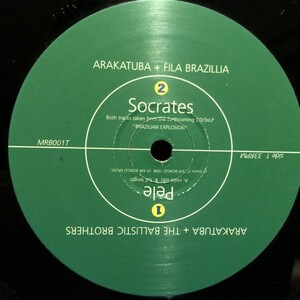 ARAKATUBA + FILA BRAZILLIA
2
Socrates
Both tracks taken from the forthcoming CD/3xLP
"BRAZILIAN EXPLOSION"
MRB001T
side 1 33RPM
1
Pele
ARAKATUBA + THE BALLISTIC BROTHERS